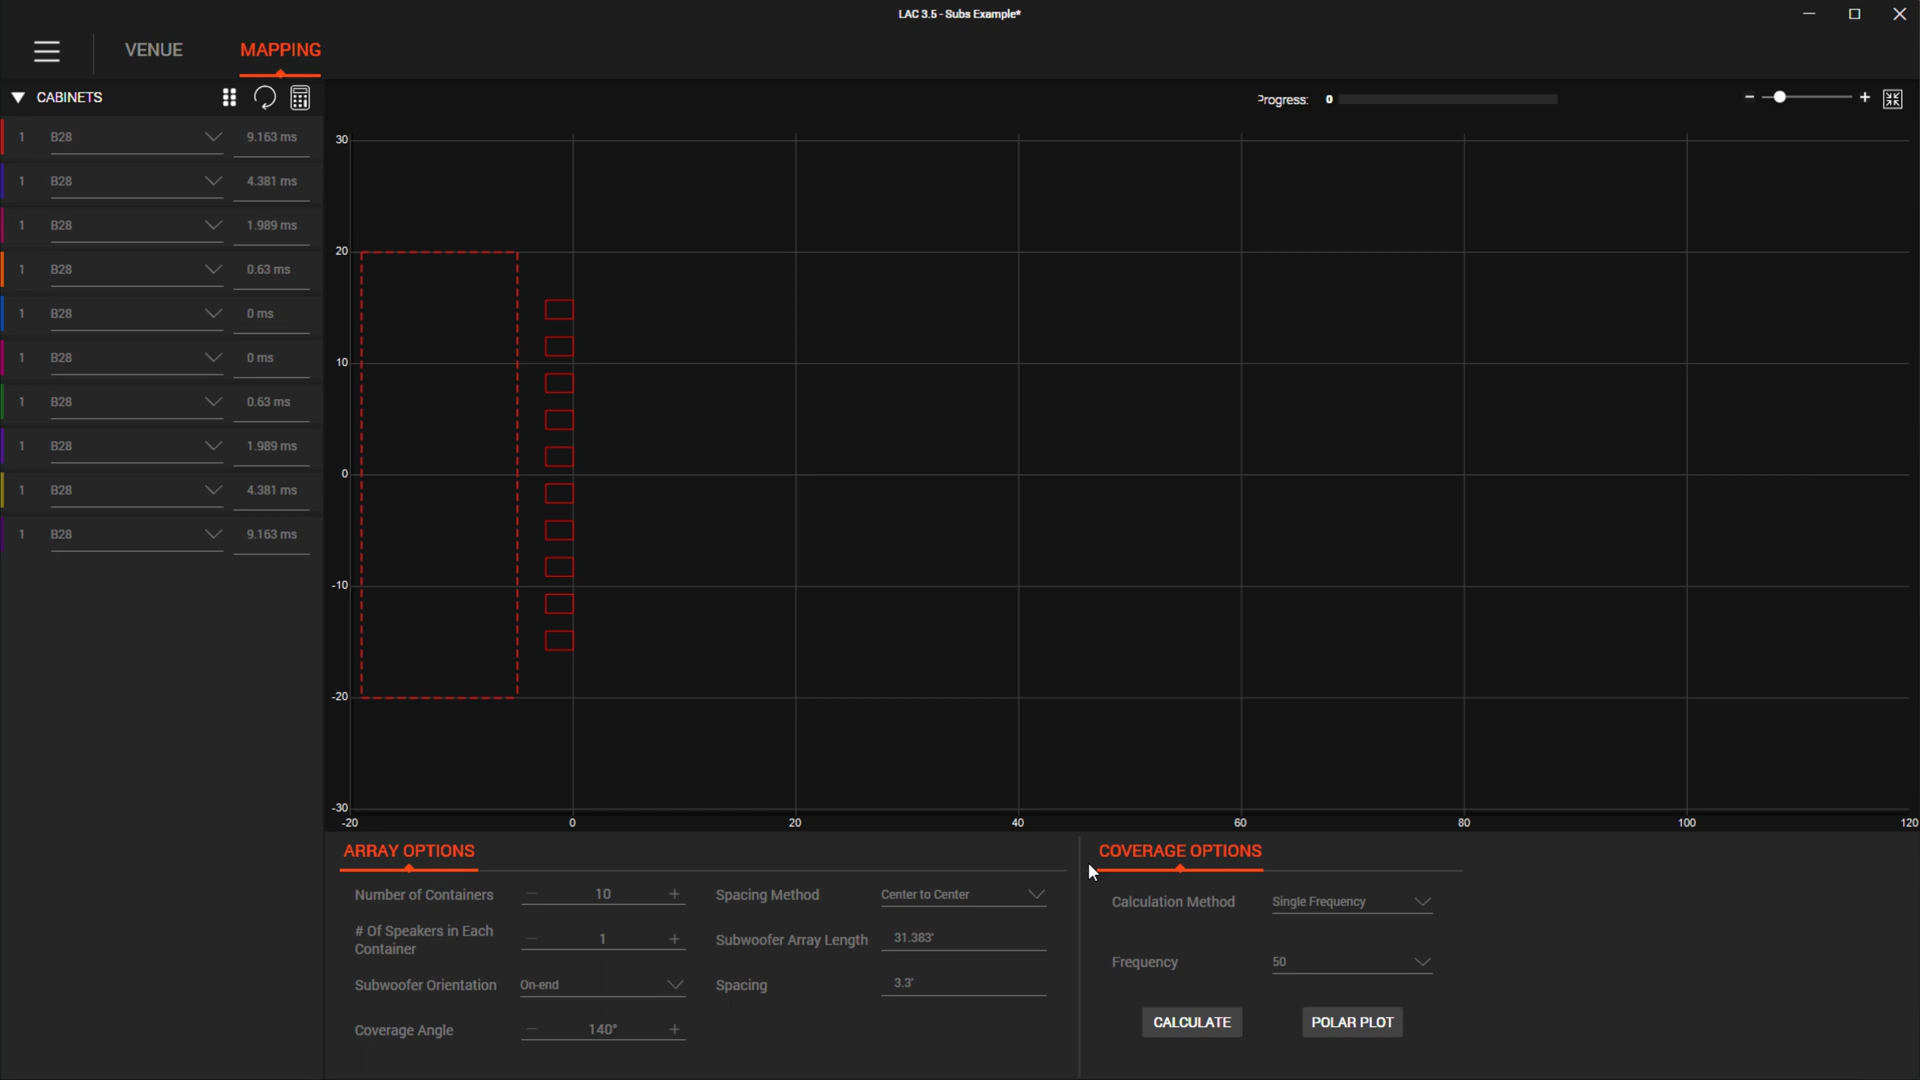 LAC 3.5 - Subs Example*
VENUE
MAPPING
CABINETS
Progress: 0
1 B28 9.163 ms
1 B28 4.381 ms
1 B28 1.989 ms
1 B28 0.63 ms
1 B28 0 ms
1 B28 0 ms
1 B28 0.63 ms
1 B28 1.989 ms
1 B28 4.381 ms
1 B28 9.163 ms
30
20
10
0
-10
-20
-30
-20 0 20 40 60 80 100 120
ARRAY OPTIONS
Number of Containers 10
# Of Speakers in Each
Container
1
Subwoofer Orientation On-end
Coverage Angle 140°
Spacing Method Center to Center
Subwoofer Array Length 31.383'
Spacing 3.3'
COVERAGE OPTIONS
Calculation Method Single Frequency
Frequency 50
CALCULATE POLAR PLOT